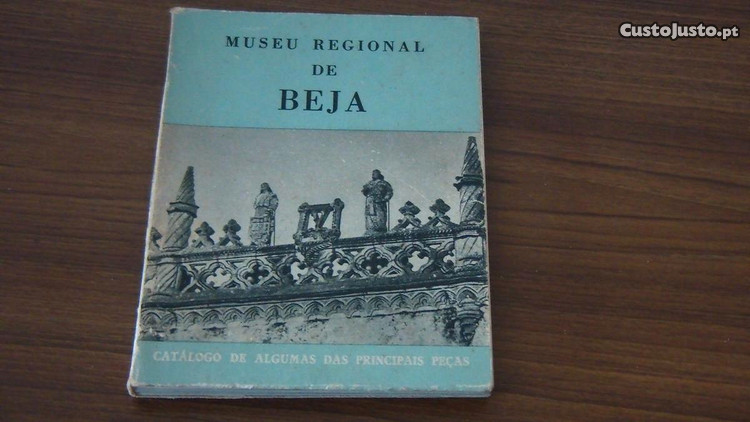 CustoJusto.pt
MUSEU REGIONAL
DE
BEJA
CATÁLOGO DE ALGUMAS DAS PRINCIPAIS PEÇAS